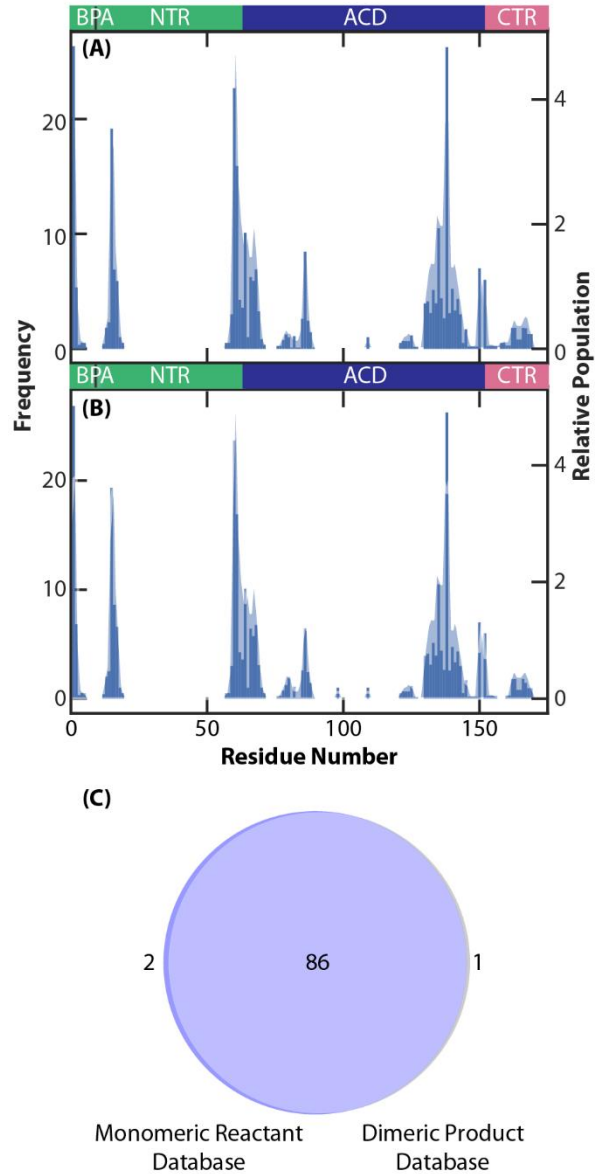 BPA NTR ACD CTR
(A)
20
10
0
4
2
0
BPA NTR ACD CTR
(B)
20
10
0
4
2
0
Frequency
Relative Population
0 50 100 150
Residue Number
(C)
2 86 1
Monomeric Reactant Dimeric Product
Database Database